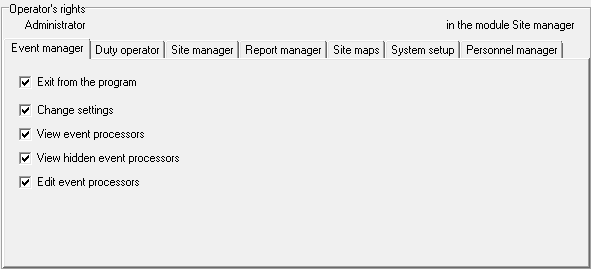 Operator's rights
Administrator in the module Site manager
Event manager Duty operator Site manager Report manager Site maps System setup Personnel manager
Exit from the program
Change settings
View event processors
View hidden event processors
Edit event processors